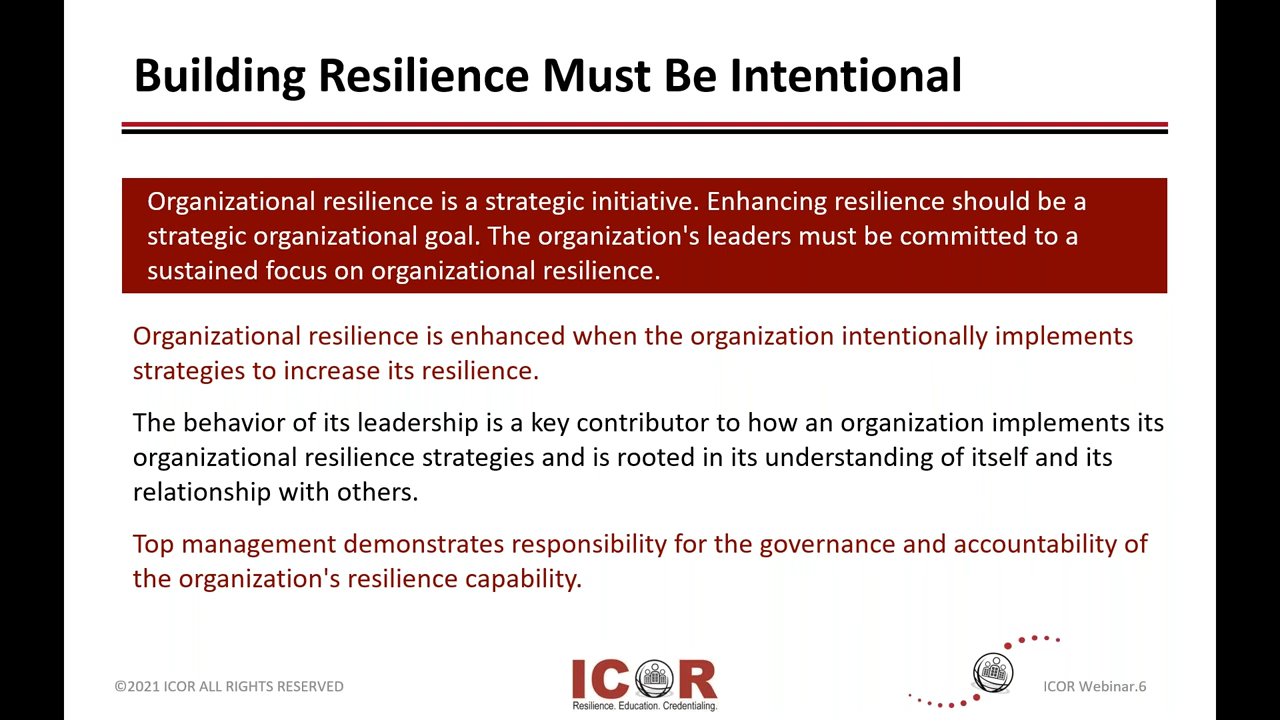 Building Resilience Must Be Intentional
Organizational resilience is a strategic initiative. Enhancing resilience should be a
strategic organizational goal. The organization's leaders must be committed to a
sustained focus on organizational resilience.
Organizational resilience is enhanced when the organization intentionally implements
strategies to increase its resilience.
The behavior of its leadership is a key contributor to how an organization implements its
organizational resilience strategies and is rooted in its understanding of itself and its
relationship with others.
Top management demonstrates responsibility for the governance and accountability of
the organization's resilience capability.
©2021 ICOR ALL RIGHTS RESERVED
ICOR
Resilience. Education. Credentialing.
ICOR Webinar.6